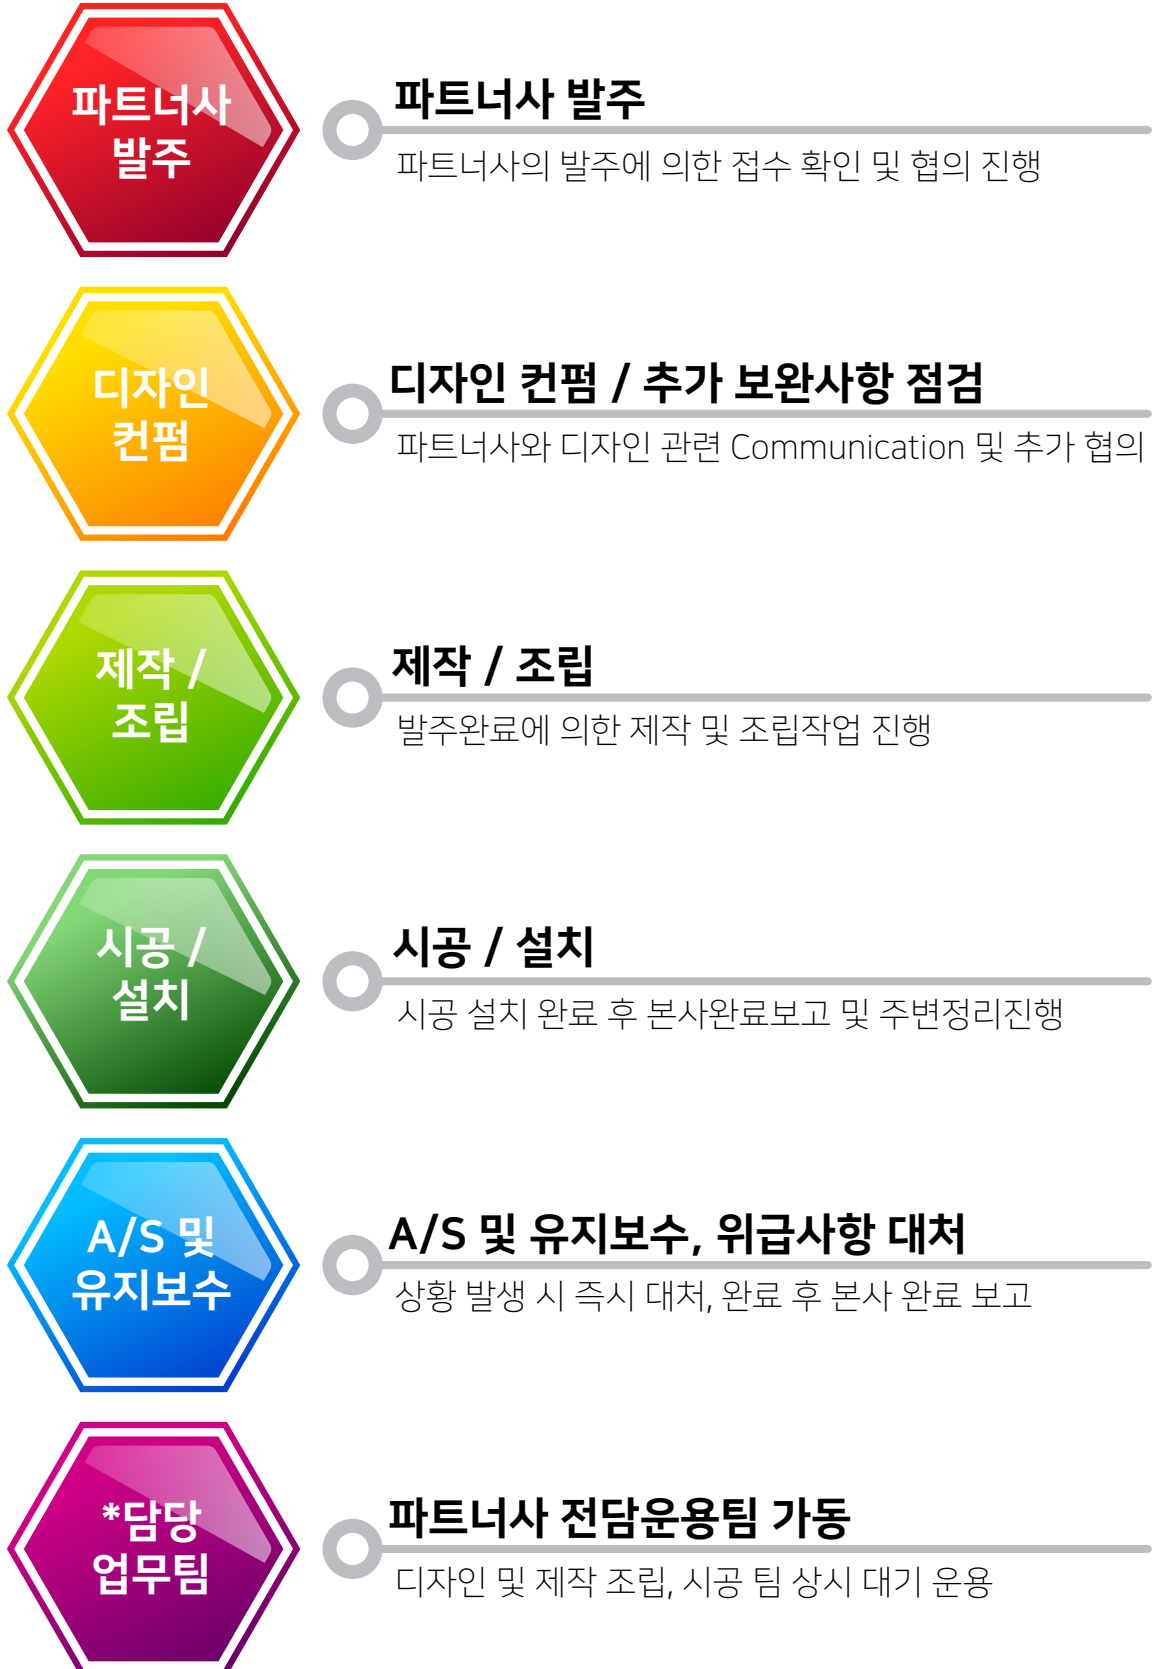 파트너사
발주
파트너사 발주
파트너사의 발주에 의한 접수 확인 및 협의 진행
디자인
컨펌
디자인 컨펌 / 추가 보완사항 점검
파트너사와 디자인 관련 Communication 및 추가 협의
제작 /
조립
제작 / 조립
발주완료에 의한 제작 및 조립작업 진행
시공 /
설치
시공 / 설치
시공 설치 완료 후 본사완료보고 및 주변정리진행
A/S 및
유지보수
A/S 및 유지보수, 위급사항 대처
상황 발생 시 즉시 대처, 완료 후 본사 완료 보고
*담당
업무팀
파트너사 전담운용팀 가동
디자인 및 제작 조립, 시공 팀 상시 대기 운용